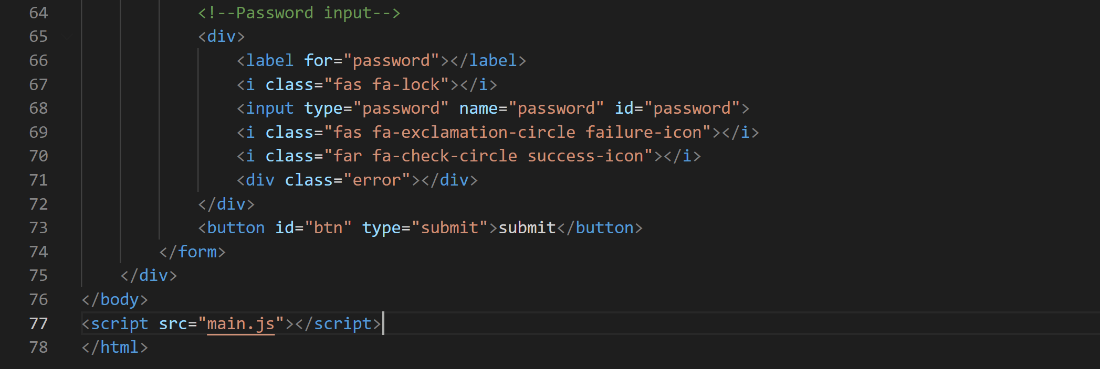 64 <!--Password input-->
65 <div>
66 <label for="password"></label>
67 <i class="fas fa-lock"></i>
68 <input type="password" name="password" id="password">
69 <i class="fas fa-exclamation-circle failure-icon"></i>
70 <i class="far fa-check-circle success-icon"></i>
71 <div class="error"></div>
72 </div>
73 <button id="btn" type="submit">submit</button>
74 </form>
75 </div>
76 </body>
77 <script src="main.js"></script>
78 </html>